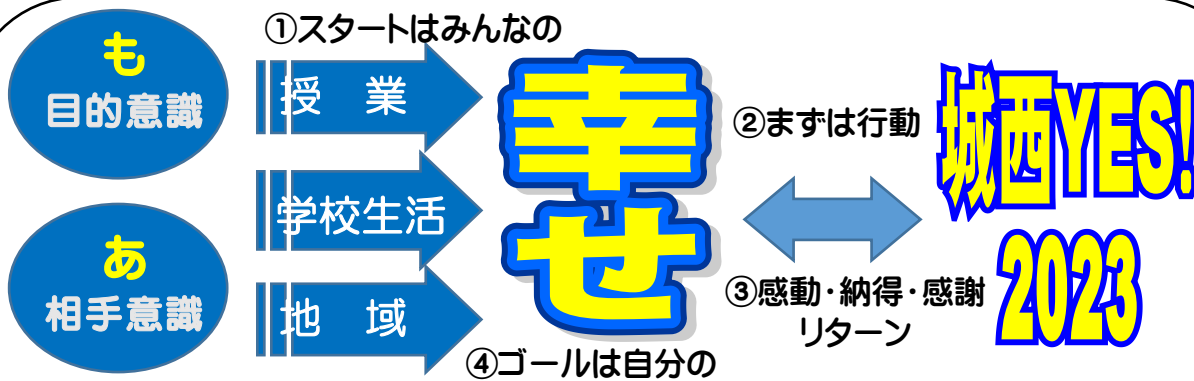 も
目的意識
あ
相手意識
①スタートはみんなの
授　業
学校生活
地　域
幸せ
④ゴールは自分の
②まずは行動
③感動・納得・感謝
リターン
城西YES!
2023